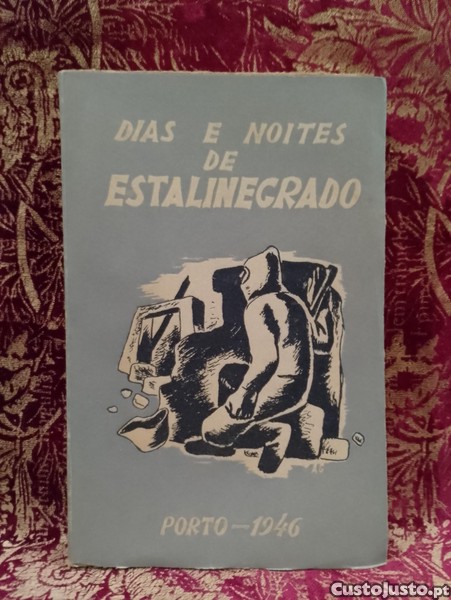 DIAS E NOITES
DE
ESTALINEGRADO
PORTO - 1946
CustoJusto.pt